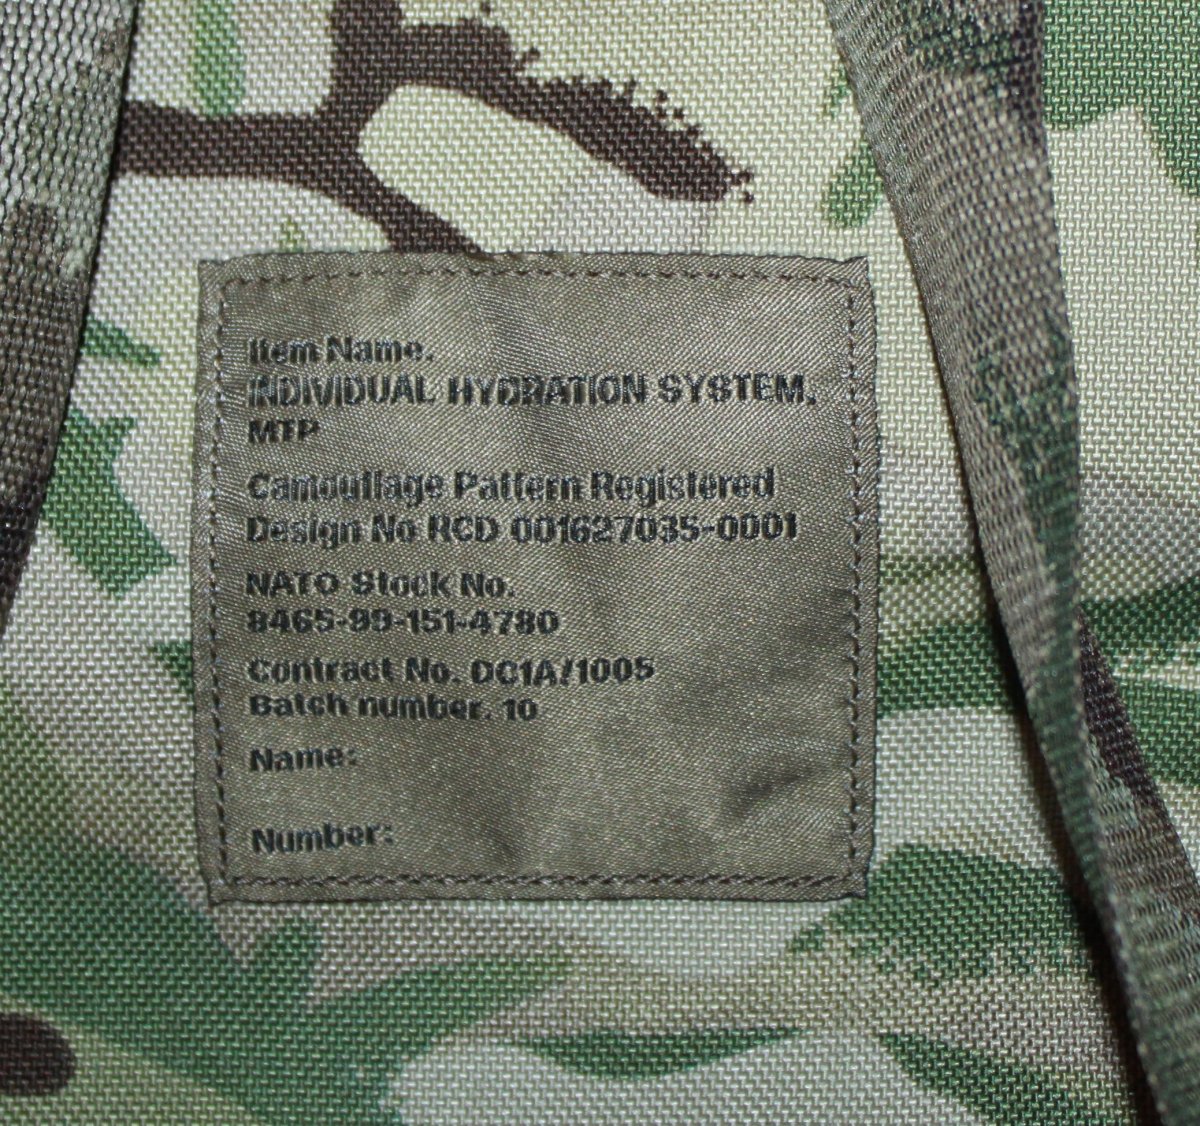 Item Name.
INDIVIDUAL HYDRATION SYSTEM,
MTP
Camouflage Pattern Registered
Design No RCD 001627035-0001
NATO Stock No.
8465-99-151-4780
Contract No. DC1A/1005
Batch number. 10
Name:
Number: